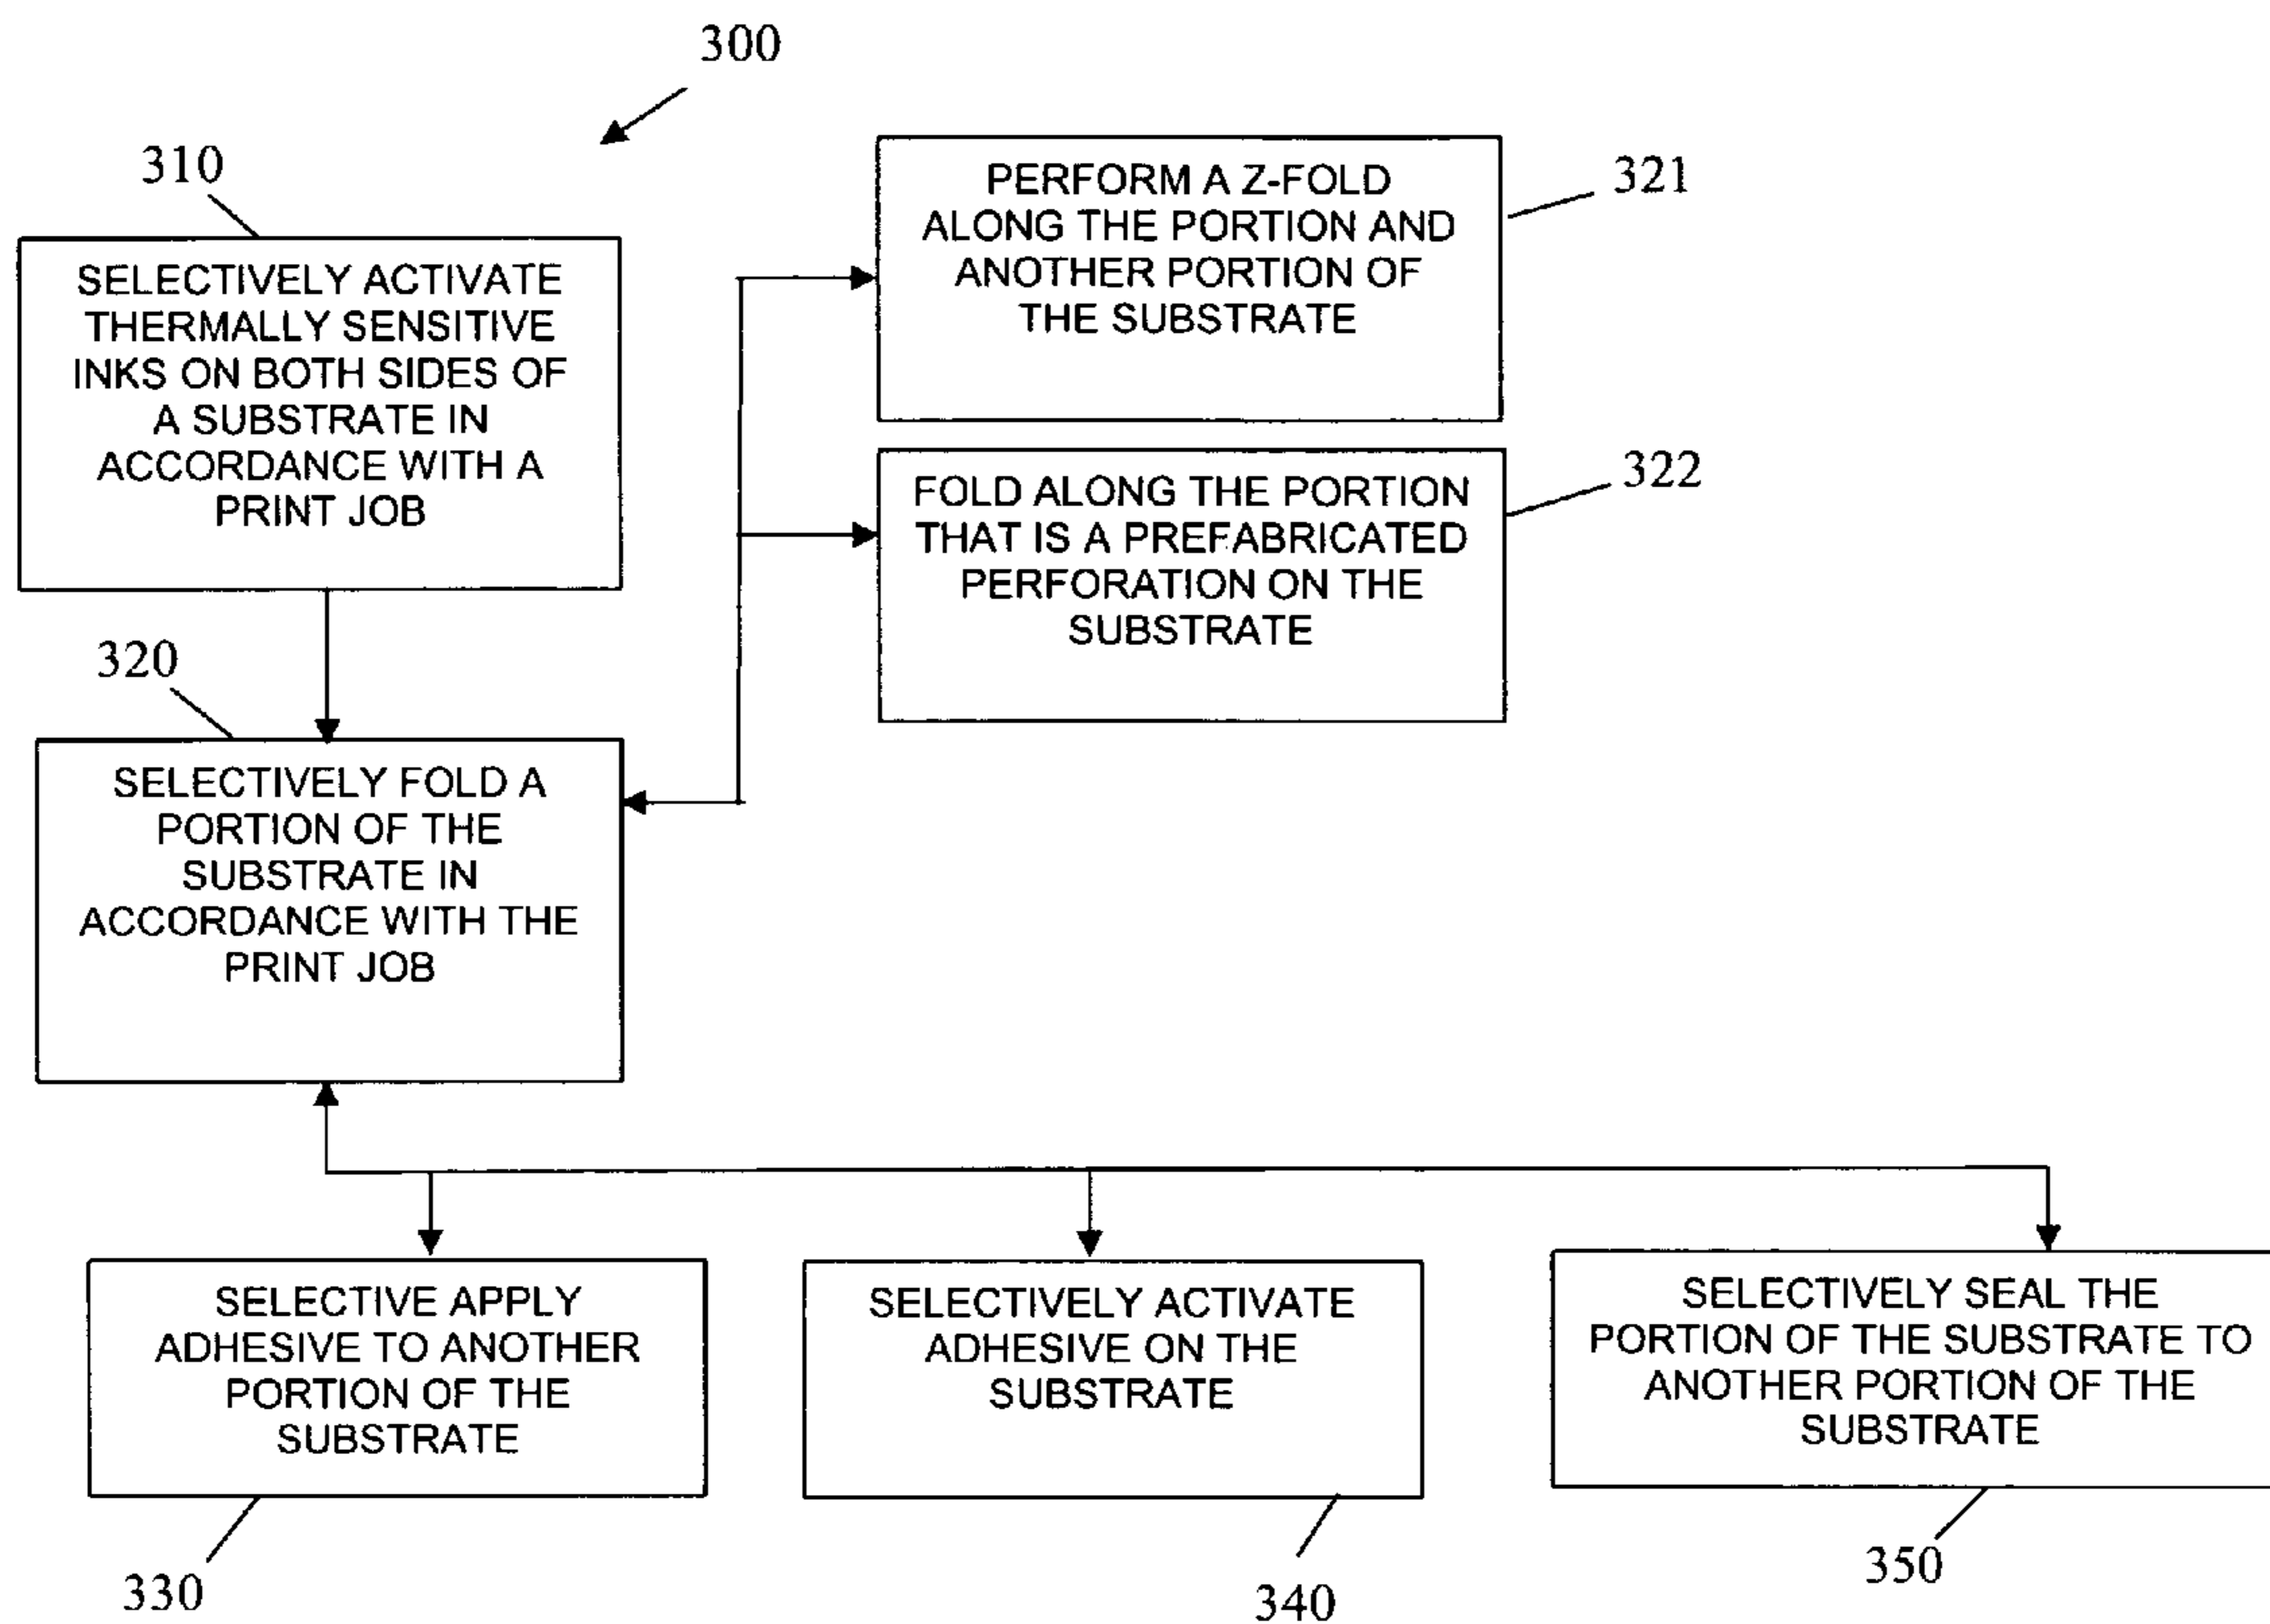 300
310
SELECTIVELY ACTIVATE
THERMALLY SENSITIVE
INKS ON BOTH SIDES OF
A SUBSTRATE IN
ACCORDANCE WITH A
PRINT JOB
PERFORM A Z-FOLD
ALONG THE PORTION AND
ANOTHER PORTION OF
THE SUBSTRATE
321
FOLD ALONG THE PORTION
THAT IS A PREFABRICATED
PERFORATION ON THE
SUBSTRATE
322
320
SELECTIVELY FOLD A
PORTION OF THE
SUBSTRATE IN
ACCORDANCE WITH THE
PRINT JOB
SELECTIVE APPLY
ADHESIVE TO ANOTHER
PORTION OF THE
SUBSTRATE
330
SELECTIVELY ACTIVATE
ADHESIVE ON THE
SUBSTRATE
340
SELECTIVELY SEAL THE
PORTION OF THE SUBSTRATE TO
ANOTHER PORTION OF THE
SUBSTRATE
350